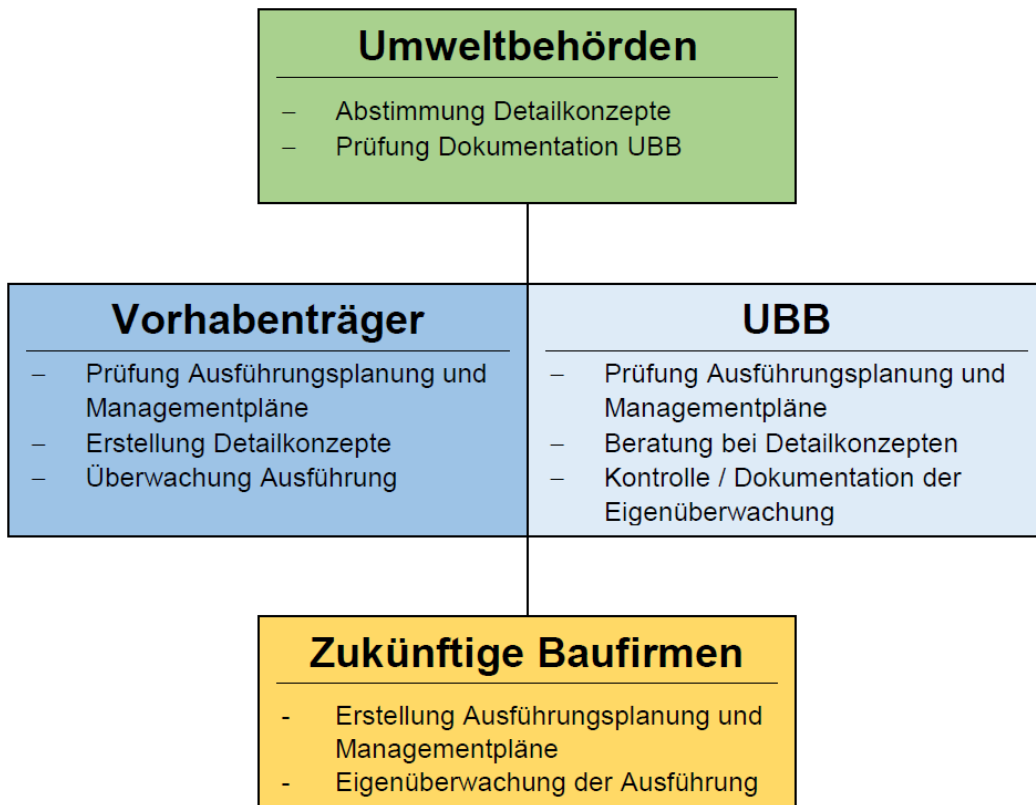 Umweltbehörden
– Abstimmung Detailkonzepte
– Prüfung Dokumentation UBB
Vorhabenträger
– Prüfung Ausführungsplanung und
Managementpläne
– Erstellung Detailkonzepte
– Überwachung Ausführung
UBB
– Prüfung Ausführungsplanung und
Managementpläne
– Beratung bei Detailkonzepten
– Kontrolle / Dokumentation der
Eigenüberwachung
Zukünftige Baufirmen
- Erstellung Ausführungsplanung und
Managementpläne
- Eigenüberwachung der Ausführung